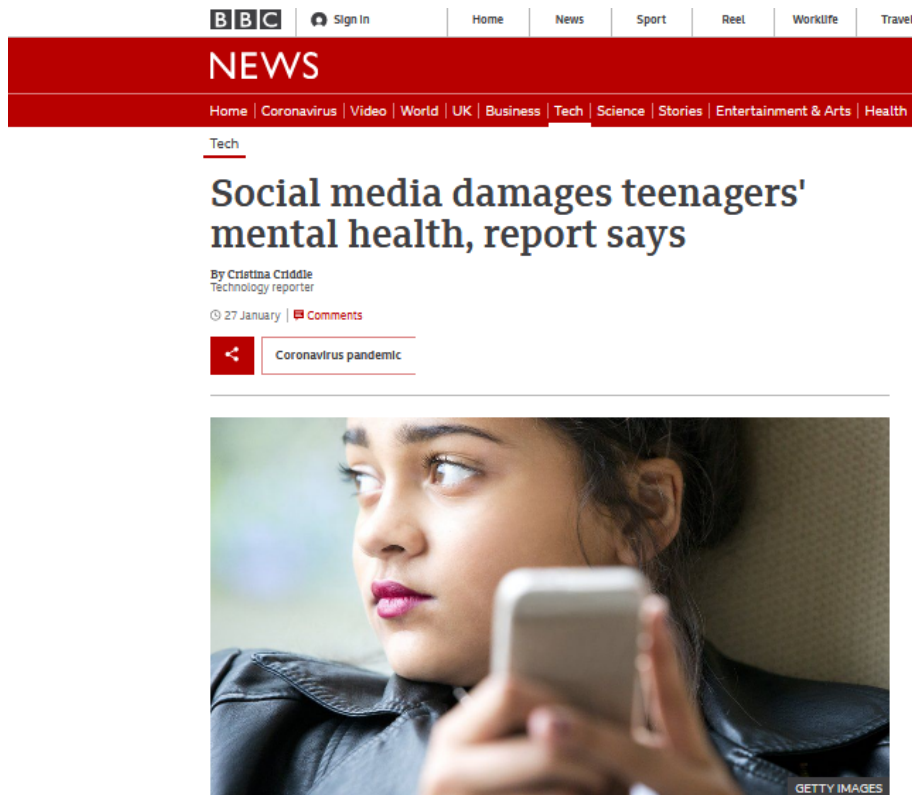 BBC Sign in Home News Sport Reel Worklife Travel
NEWS
Home Coronavirus Video World UK Business Tech Science Stories Entertainment & Arts Health
Tech
Social media damages teenagers'
mental health, report says
By Cristina Criddle
Technology reporter
27 January Comments
Coronavirus pandemic
GETTY IMAGES